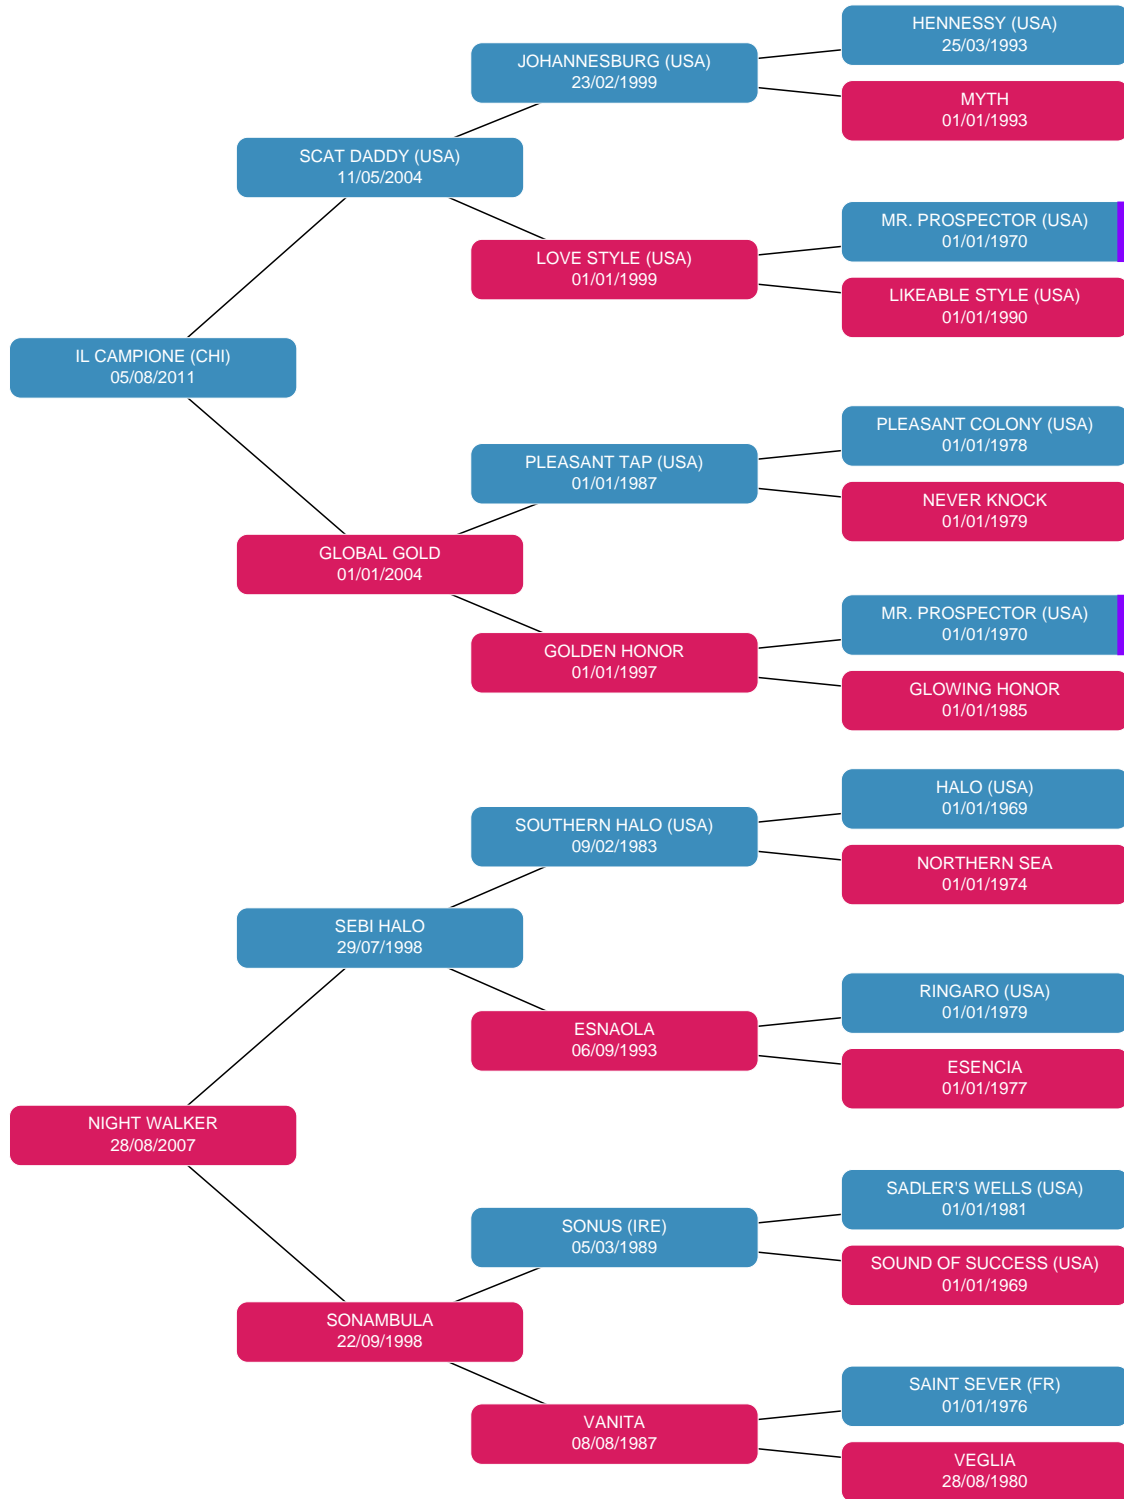 HENNESSY (USA)
25/03/1993
JOHANNESBURG (USA)
23/02/1999
MYTH
01/01/1993
SCAT DADDY (USA)
11/05/2004
MR. PROSPECTOR (USA)
01/01/1970
LOVE STYLE (USA)
01/01/1999
LIKEABLE STYLE (USA)
01/01/1990
IL CAMPIONE (CHI)
05/08/2011
PLEASANT COLONY (USA)
01/01/1978
PLEASANT TAP (USA)
01/01/1987
NEVER KNOCK
01/01/1979
GLOBAL GOLD
01/01/2004
MR. PROSPECTOR (USA)
01/01/1970
GOLDEN HONOR
01/01/1997
GLOWING HONOR
01/01/1985
HALO (USA)
01/01/1969
SOUTHERN HALO (USA)
09/02/1983
NORTHERN SEA
01/01/1974
SEBI HALO
29/07/1998
RINGARO (USA)
01/01/1979
ESNAOLA
06/09/1993
ESENCIA
01/01/1977
NIGHT WALKER
28/08/2007
SADLER'S WELLS (USA)
01/01/1981
SONUS (IRE)
05/03/1989
SOUND OF SUCCESS (USA)
01/01/1969
SONAMBULA
22/09/1998
SAINT SEVER (FR)
01/01/1976
VANITA
08/08/1987
VEGLIA
28/08/1980